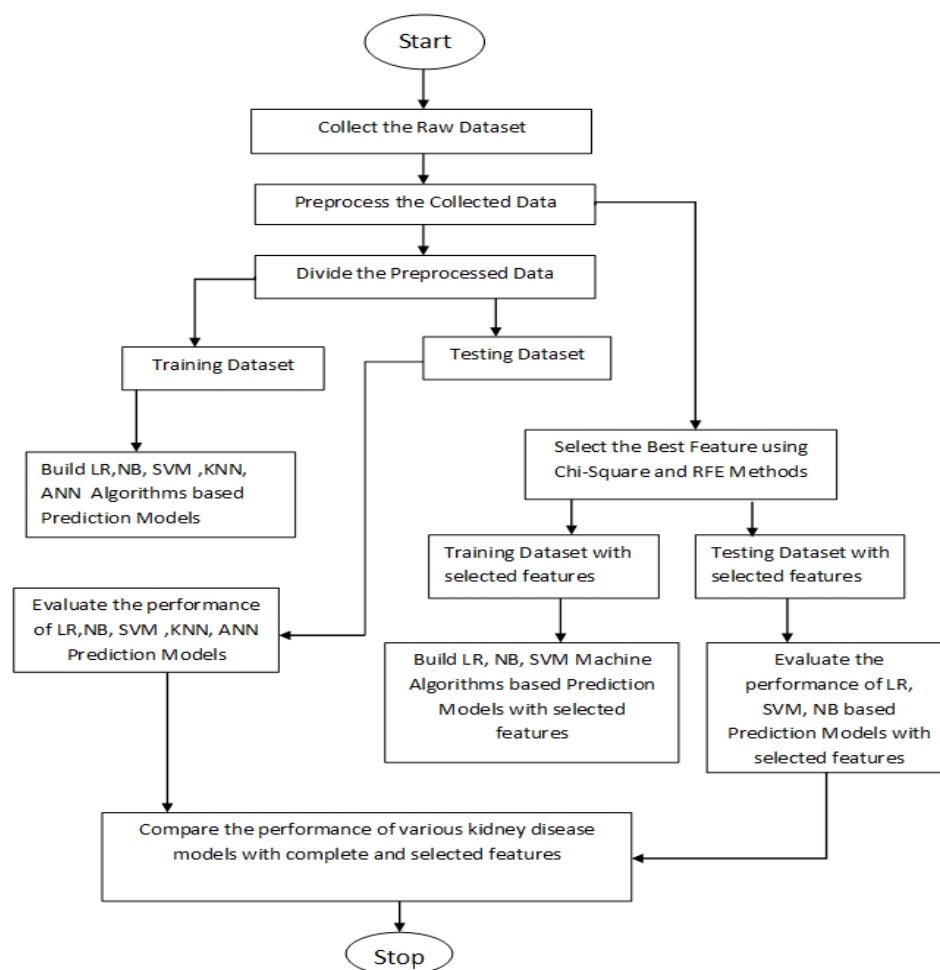 Start
Collect the Raw Dataset
Preprocess the Collected Data
Divide the Preprocessed Data
Training Dataset
Testing Dataset
Build LR,NB, SVM ,KNN,
ANN Algorithms based
Prediction Models
Select the Best Feature using
Chi-Square and RFE Methods
Training Dataset with
selected features
Testing Dataset with
selected features
Evaluate the performance
of LR,NB, SVM ,KNN, ANN
Prediction Models
Build LR, NB, SVM Machine
Algorithms based Prediction
Models with selected
features
Evaluate the
performance of LR,
SVM, NB based
Prediction Models with
selected features
Compare the performance of various kidney disease
models with complete and selected features
Stop